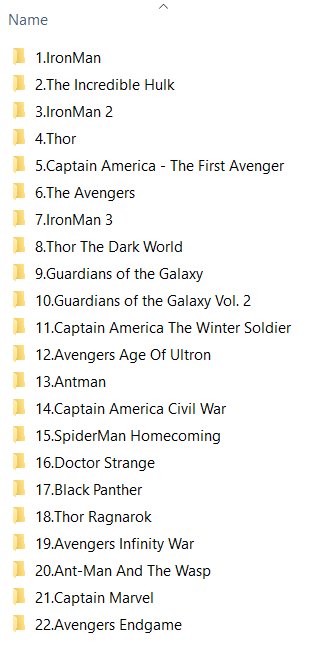 Name
1.IronMan
2.The Incredible Hulk
3.IronMan 2
4.Thor
5.Captain America - The First Avenger
6.The Avengers
7.IronMan 3
8.Thor The Dark World
9.Guardians of the Galaxy
10.Guardians of the Galaxy Vol. 2
11.Captain America The Winter Soldier
12.Avengers Age Of Ultron
13.Antman
14.Captain America Civil War
15.SpiderMan Homecoming
16.Doctor Strange
17.Black Panther
18.Thor Ragnarok
19.Avengers Infinity War
20.Ant-Man And The Wasp
21.Captain Marvel
22.Avengers Endgame